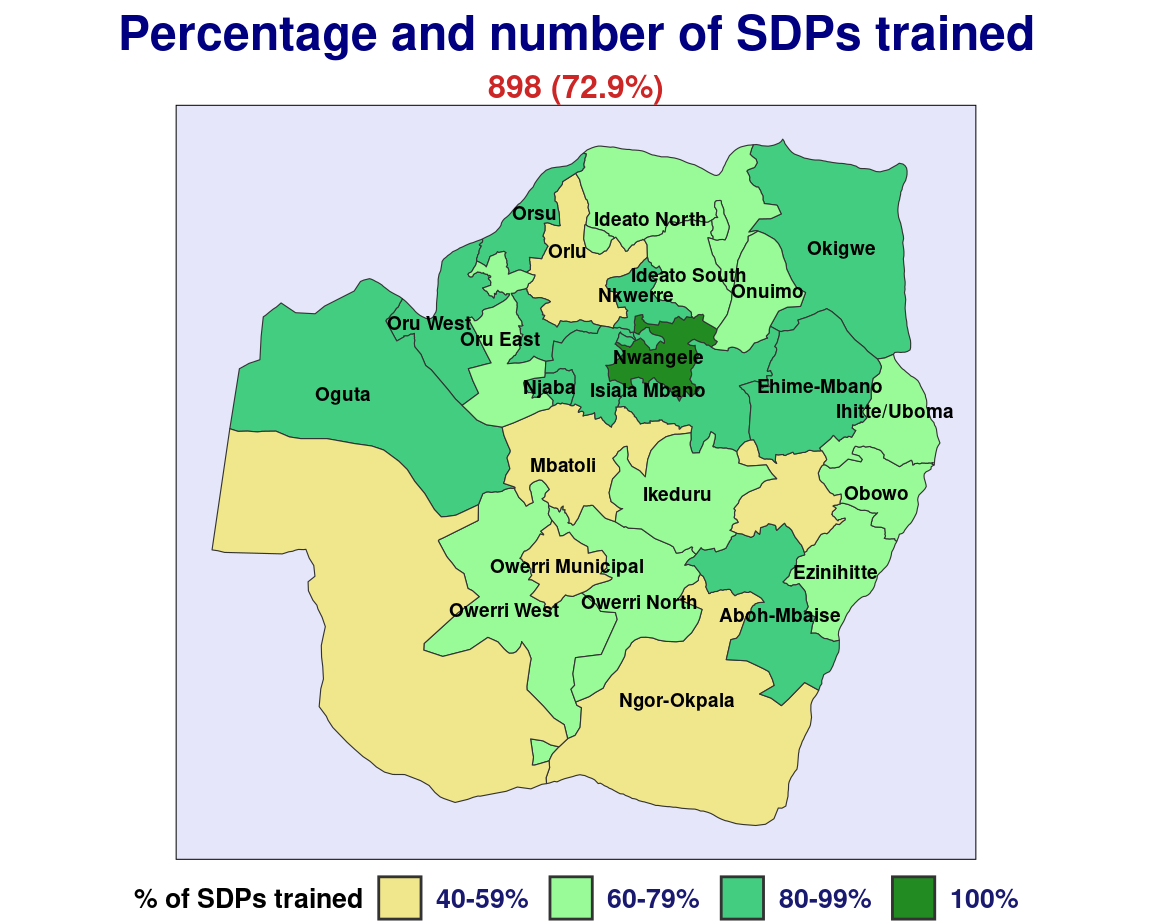 Percentage and number of SDPs trained
898 (72.9%)
Orsu
Ideato North
Orlu
Okigwe
Ideato South
Nkwerre
Onuimo
Oru West
Oru East
Nwangele
Njaba
Isiala Mbano
Ehime-Mbano
Oguta
Ihitte/Uboma
Mbatoli
Ikeduru
Obowo
Owerri Municipal
Ezinihitte
Owerri West
Owerri North
Aboh-Mbaise
Ngor-Okpala
% of SDPs trained 40-59% 60-79% 80-99% 100%